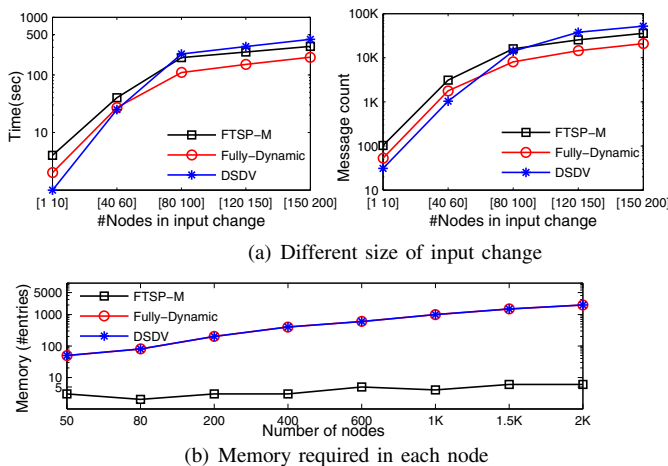 1000
500
100
10
Time(sec)
FTSP-M
Fully-Dynamic
DSDV
[1 10] [40 60] [80 100] [120 150] [150 200]
#Nodes in input change
100K
10K
1K
100
10
Message count
FTSP-M
Fully-Dynamic
DSDV
[1 10] [40 60] [80 100] [120 150] [150 200]
#Nodes in input change
(a) Different size of input change
5000
1000
100
10
5
Memory (#entries)
FTSP-M
Fully-Dynamic
DSDV
50 80 200 400 600 1K 1.5K 2K
Number of nodes
(b) Memory required in each node